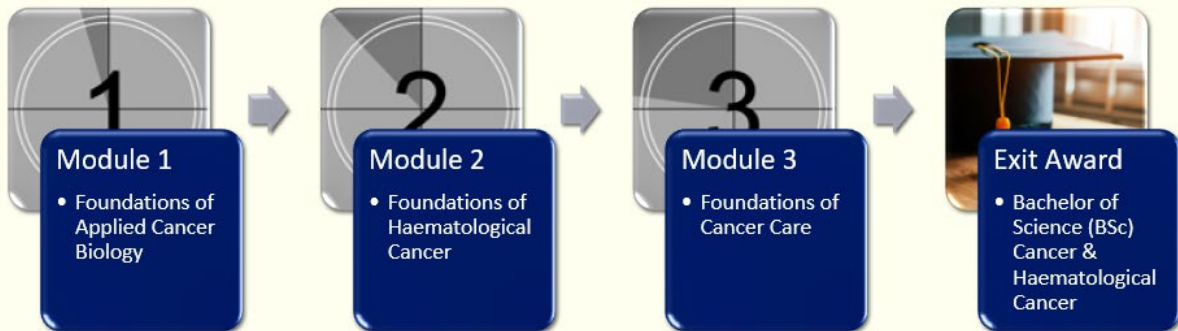 1
Module 1
• Foundations of
Applied Cancer
Biology
2
Module 2
• Foundations of
Haematological
Cancer
3
Module 3
• Foundations of
Cancer Care
Exit Award
• Bachelor of
Science (BSc)
Cancer &
Haematological
Cancer